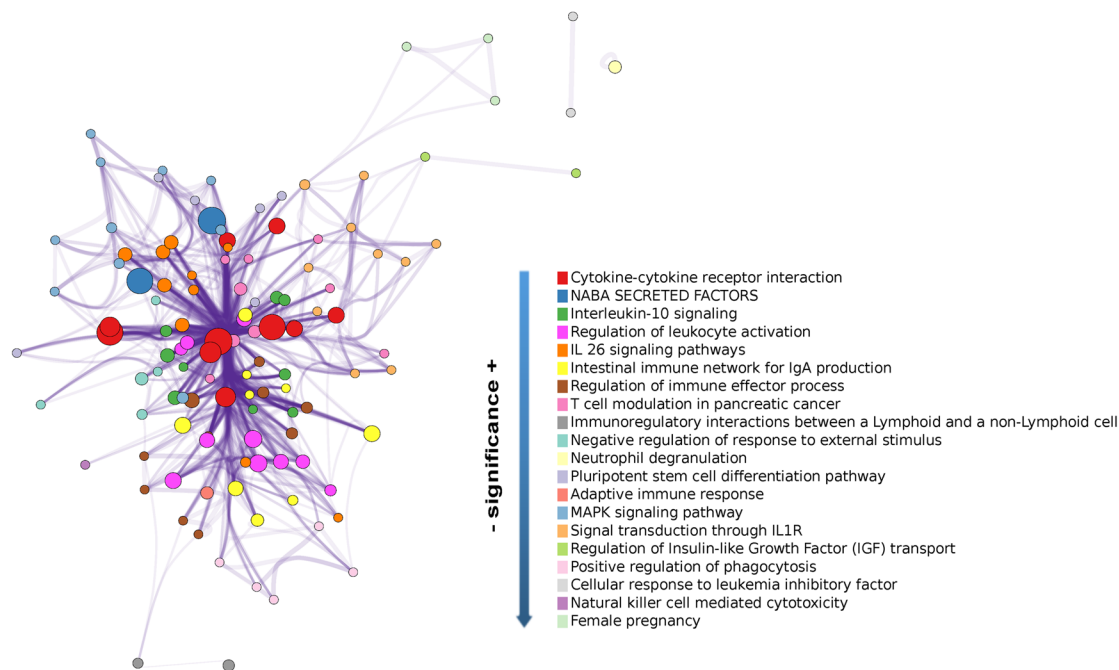 Cytokine-cytokine receptor interaction
NABA SECRETED FACTORS
Interleukin-10 signaling
Regulation of leukocyte activation
IL 26 signaling pathways
Intestinal immune network for IgA production
Regulation of immune effector process
T cell modulation in pancreatic cancer
Immunoregulatory interactions between a Lymphoid and a non-Lymphoid cell
Negative regulation of response to external stimulus
Neutrophil degranulation
Pluripotent stem cell differentiation pathway
Adaptive immune response
MAPK signaling pathway
Signal transduction through IL1R
Regulation of Insulin-like Growth Factor (IGF) transport
Positive regulation of phagocytosis
Cellular response to leukemia inhibitory factor
Natural killer cell mediated cytotoxicity
Female pregnancy
- significance +